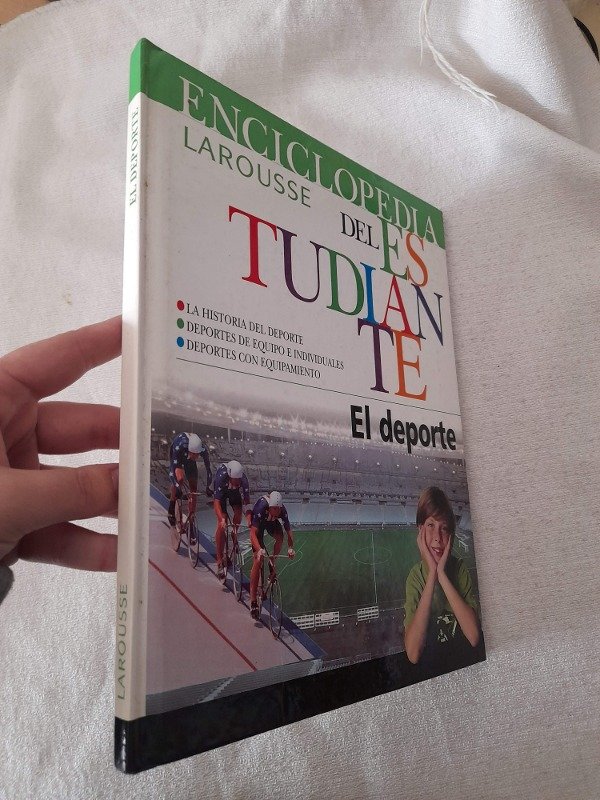 EL DEPORTE
LAROUSSE
ENCICLOPEDIA
LAROUSSE
DEL ES
TUDIAN
TE
LA HISTORIA DEL DEPORTE
DEPORTES DE EQUIPO E INDIVIDUALES
DEPORTES CON EQUIPAMIENTO
El deporte